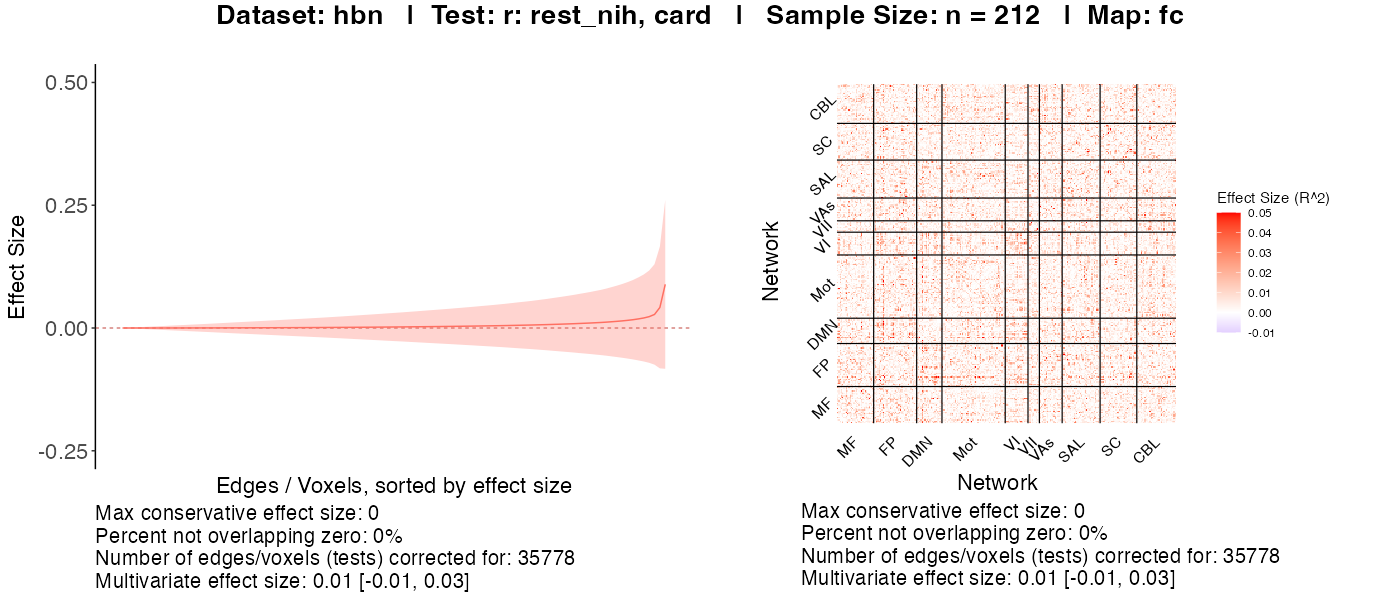 Dataset: hbn | Test: r: rest_nih, card | Sample Size: n = 212 | Map: fc
0.50
0.25
0.00
-0.25
Effect Size
Edges / Voxels, sorted by effect size
Max conservative effect size: 0
Percent not overlapping zero: 0%
Number of edges/voxels (tests) corrected for: 35778
Multivariate effect size: 0.01 [-0.01, 0.03]
Network
CBL
SC
SAL
VAs
VII
VI
Mot
DMN
FP
MF
MF
FP
DMN
Mot
VI
VII
VAs
SAL
SC
CBL
Network
Effect Size (R^2)
0.05
0.04
0.03
0.02
0.01
0.00
-0.01
Max conservative effect size: 0
Percent not overlapping zero: 0%
Number of edges/voxels (tests) corrected for: 35778
Multivariate effect size: 0.01 [-0.01, 0.03]